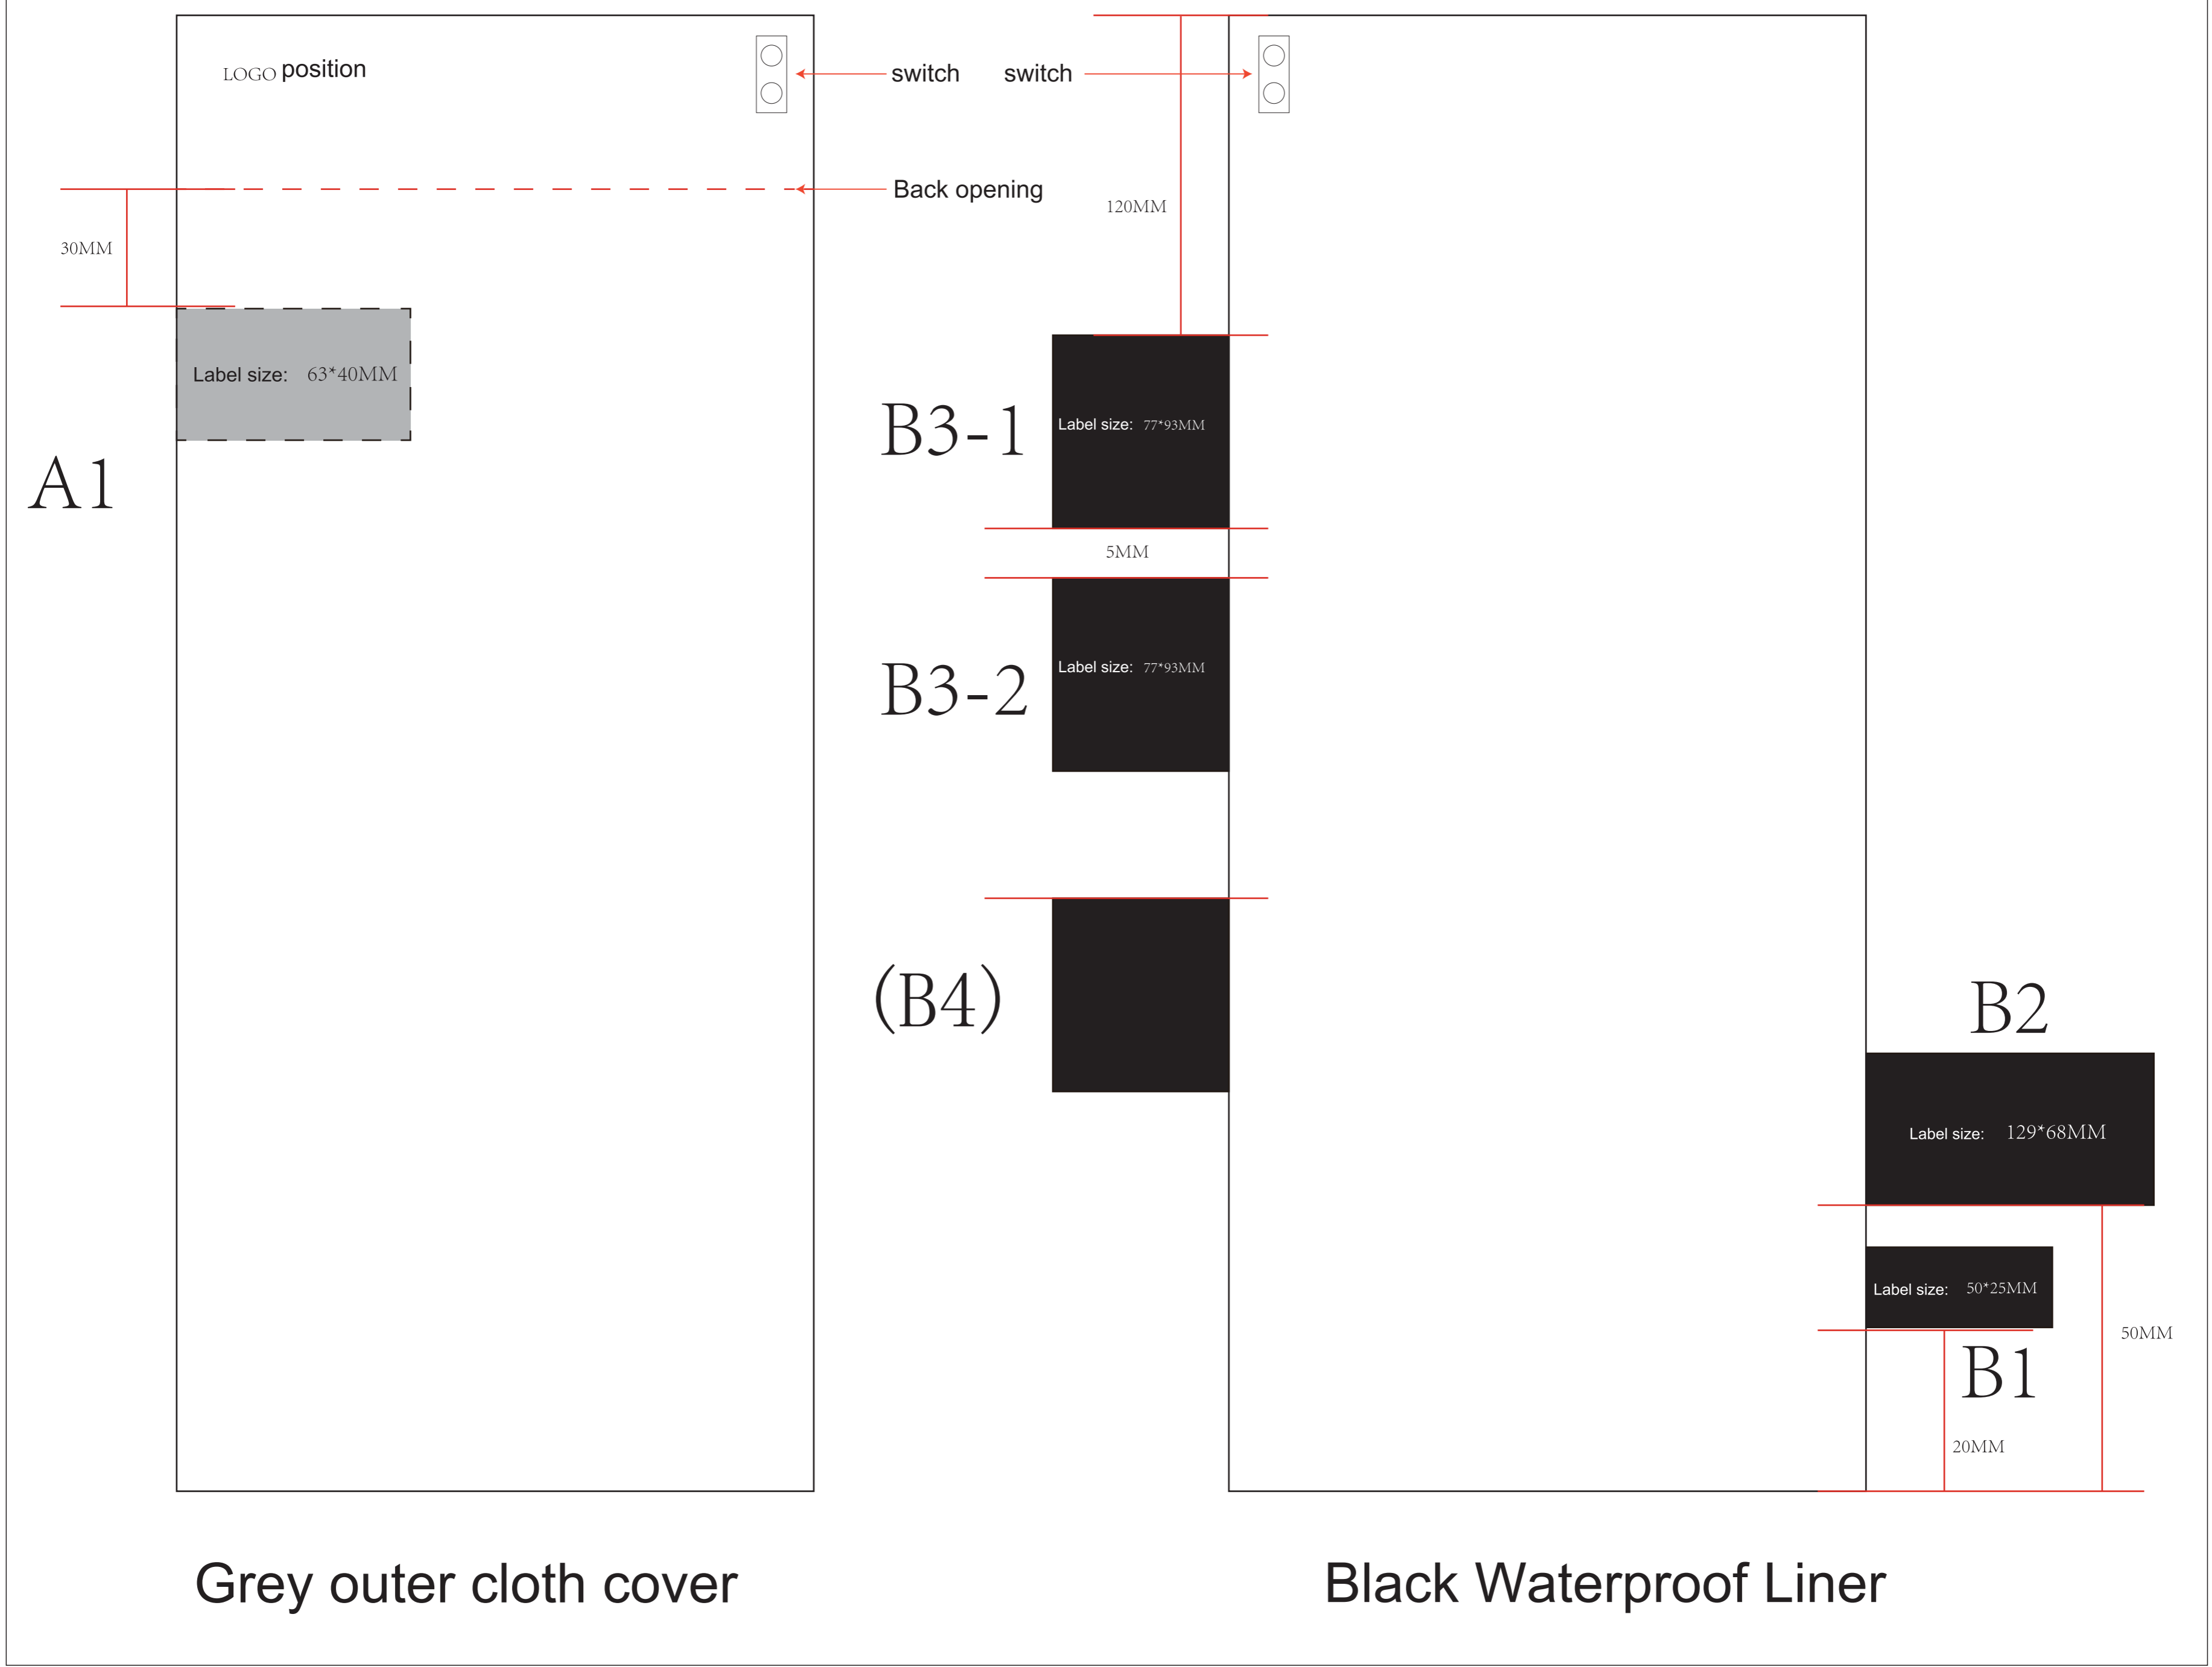 LOGO position
switch
switch
Back opening
120MM
30MM
Label size: 63*40MM
A1
B3-1
Label size: 77*93MM
5MM
B3-2
Label size: 77*93MM
(B4)
B2
Label size: 129*68MM
Label size: 50*25MM
50MM
B1
20MM
Grey outer cloth cover
Black Waterproof Liner